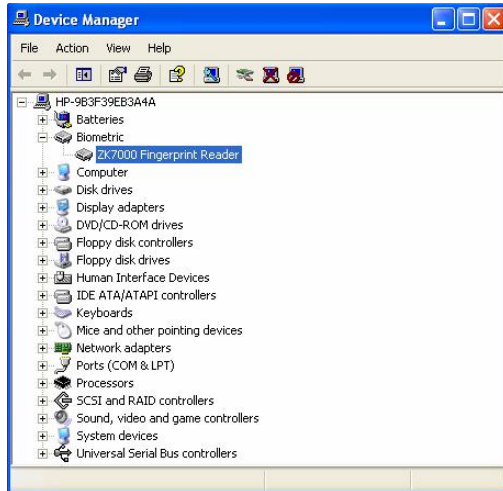 Device Manager
File Action View Help
HP-9B3F39EB3A4A
Batteries
Biometric
ZK7000 Fingerprint Reader
Computer
Disk drives
Display adapters
DVD/CD-ROM drives
Floppy disk controllers
Floppy disk drives
Human Interface Devices
IDE ATA/ATAPI controllers
Keyboards
Mice and other pointing devices
Network adapters
Ports (COM & LPT)
Processors
SCSI and RAID controllers
Sound, video and game controllers
System devices
Universal Serial Bus controllers